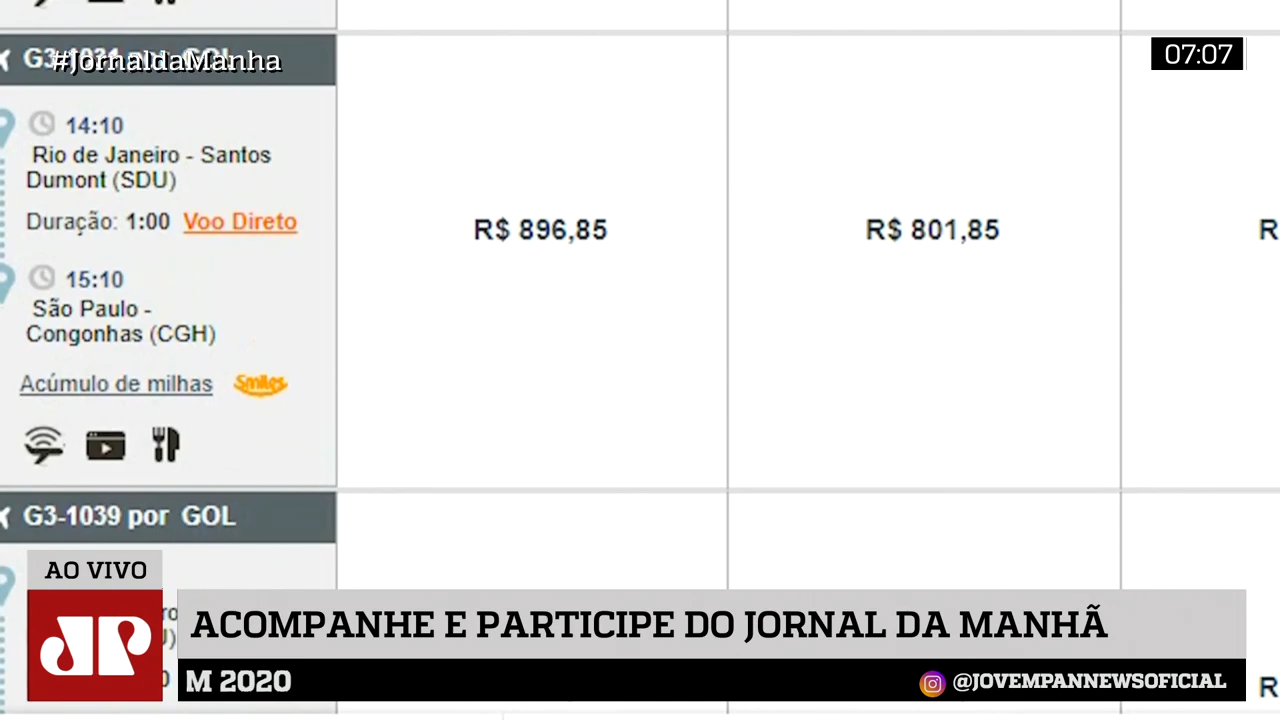 #JornaldaManha
07:07
14:10
Rio de Janeiro - Santos
Dumont (SDU)
Duração: 1:00 Voo Direto
R$ 896,85
R$ 801,85
R
15:10
São Paulo -
Congonhas (CGH)
Acúmulo de milhas Smiles
G3-1039 por GOL
AO VIVO
JP
ACOMPANHE E PARTICIPE DO JORNAL DA MANHÃ
M 2020
@JOVEMPANNEWSOFICIAL
R